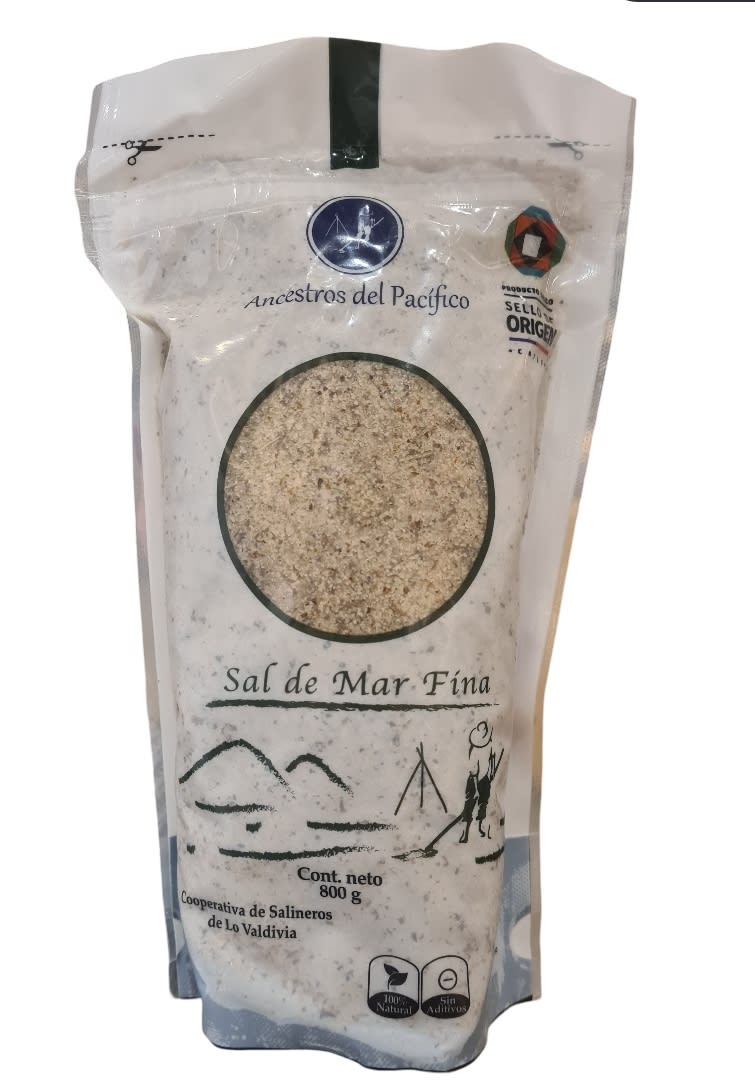 Ancestros del Pacífico
PRODUCTO
SELLO DE
ORIGEN
Sal de Mar Fina
Cont. neto
800 g
Cooperativa de Salineros
de Lo Valdivia
100%
Natural
Sin
Aditivos